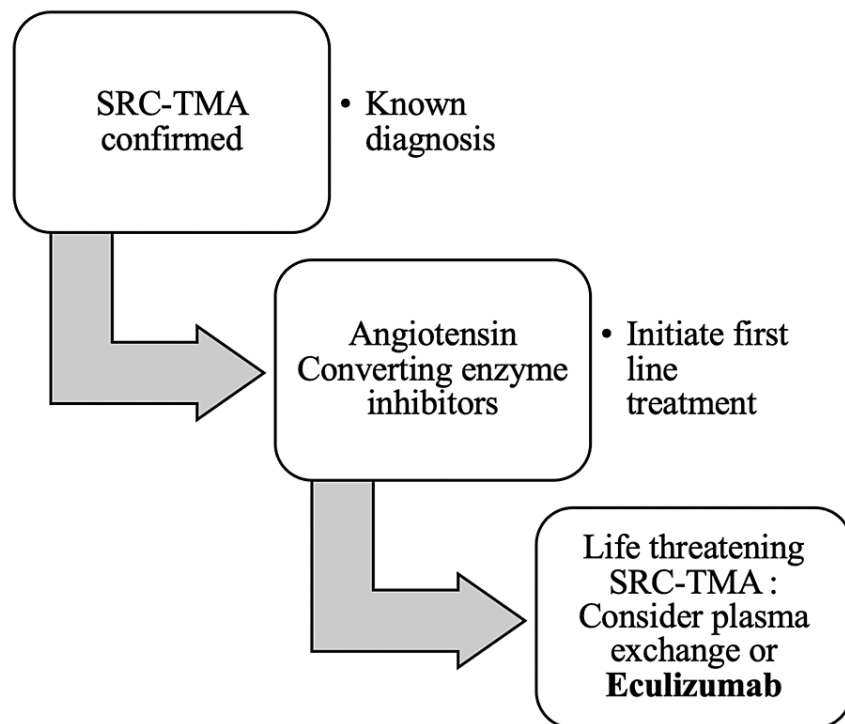 SRC-TMA
confirmed
• Known
diagnosis
Angiotensin
Converting enzyme
inhibitors
• Initiate first
line
treatment
Life threatening
SRC-TMA :
Consider plasma
exchange or
Eculizumab